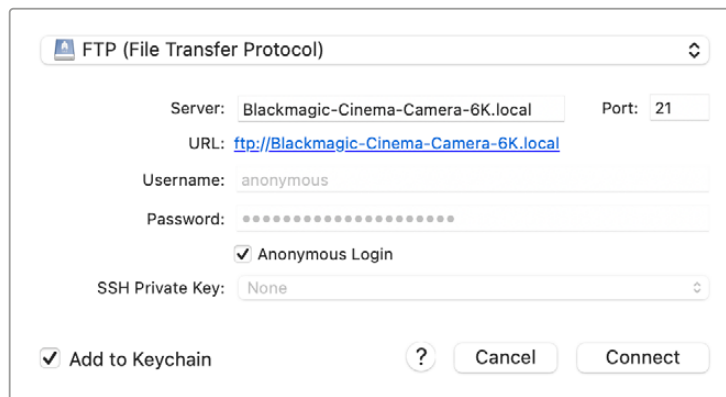 FTP (File Transfer Protocol)
Server: Blackmagic-Cinema-Camera-6K.local Port: 21
URL: ftp://Blackmagic-Cinema-Camera-6K.local
Username: anonymous
Password: •••••••••••••••••••••
Anonymous Login
SSH Private Key: None
Add to Keychain ? Cancel Connect